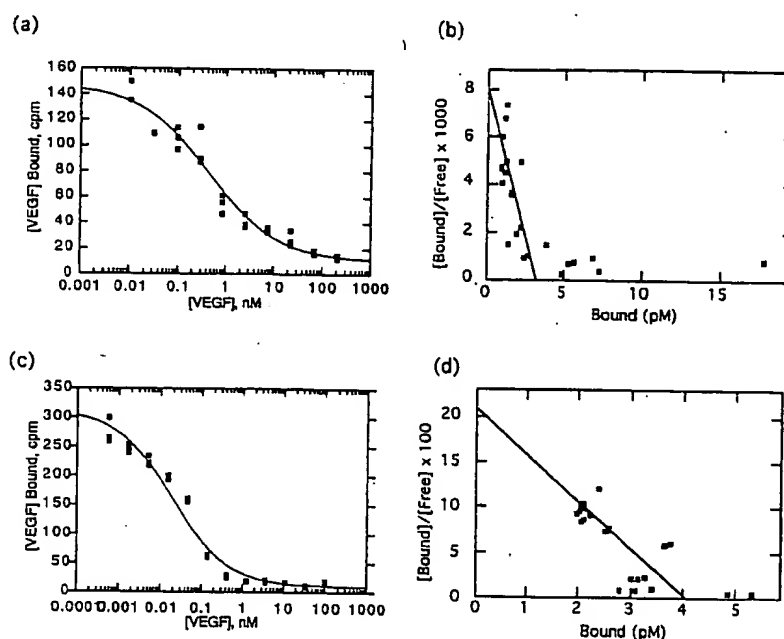 (a)
160
140
120
100
80
60
40
20
0
[VEGF] Bound, cpm
0.001 0.01 0.1 1 10 100 1000
[VEGF], nM
(b)
8
6
4
2
0
[Bound]/[Free] x 1000
0 5 10 15
Bound (pM)
(c)
350
300
250
200
150
100
50
0
[VEGF] Bound, cpm
0.00010.001 0.01 0.1 1 10 100 1000
[VEGF], nM
(d)
20
15
10
5
0
[Bound]/[Free] x 100
0 1 2 3 4 5
Bound (pM)